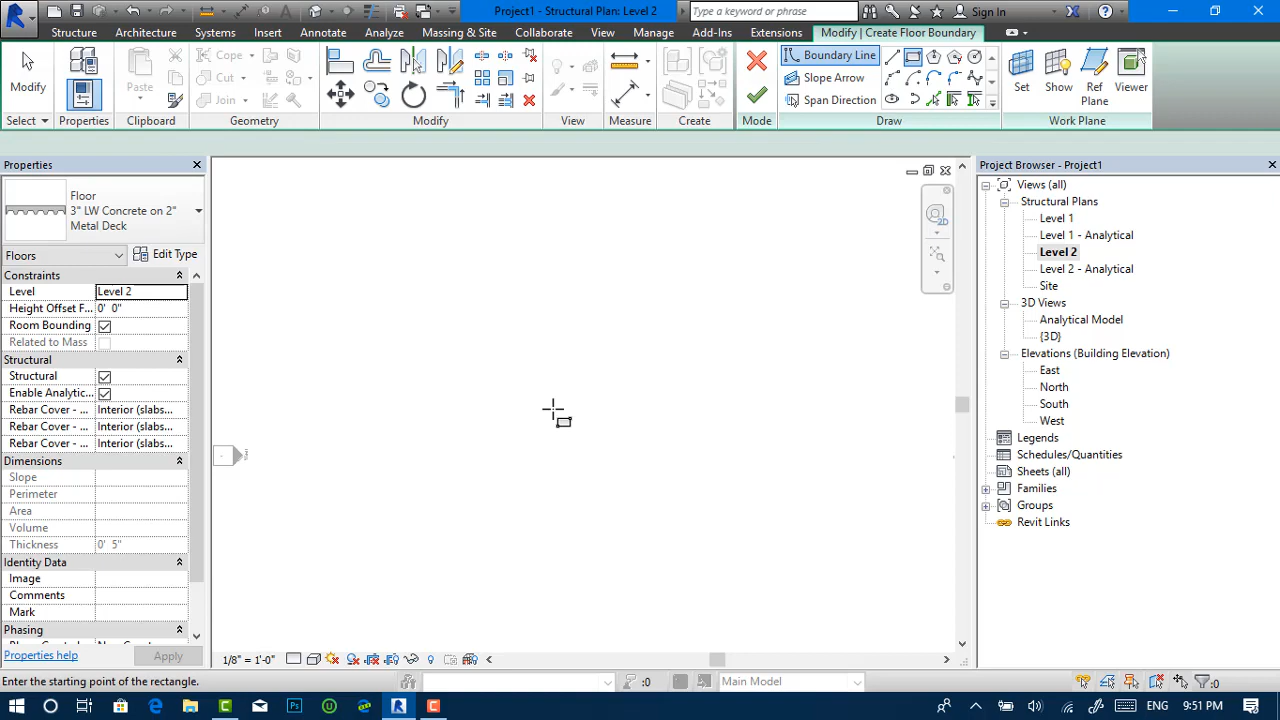 Project1 - Structural Plan: Level 2
Type a keyword or phrase
Sign In
Structure
Architecture
Systems
Insert
Annotate
Analyze
Massing & Site
Collaborate
View
Manage
Add-Ins
Extensions
Modify | Create Floor Boundary
Modify
Select
Properties
Paste
Clipboard
Cope
Cut
Join
Geometry
Modify
View
Measure
Create
Mode
Boundary Line
Slope Arrow
Span Direction
Draw
Set
Show
Ref
Plane
Viewer
Work Plane
Properties
Floor
3" LW Concrete on 2"
Metal Deck
Floors
Edit Type
Constraints
Level
Level 2
Height Offset F...
0' 0"
Room Bounding
Related to Mass
Structural
Structural
Enable Analytic...
Rebar Cover - ...
Interior (slabs...
Rebar Cover - ...
Interior (slabs...
Rebar Cover - ...
Interior (slabs...
Dimensions
Slope
Perimeter
Area
Volume
Thickness
0' 5"
Identity Data
Image
Comments
Mark
Phasing
Properties help
Apply
2D
1/8" = 1'-0"
Project Browser - Project1
Views (all)
Structural Plans
Level 1
Level 1 - Analytical
Level 2
Level 2 - Analytical
Site
3D Views
Analytical Model
{3D}
Elevations (Building Elevation)
East
North
South
West
Legends
Schedules/Quantities
Sheets (all)
Families
Groups
Revit Links
Enter the starting point of the rectangle.
:0
Main Model
:0
ENG
9:51 PM